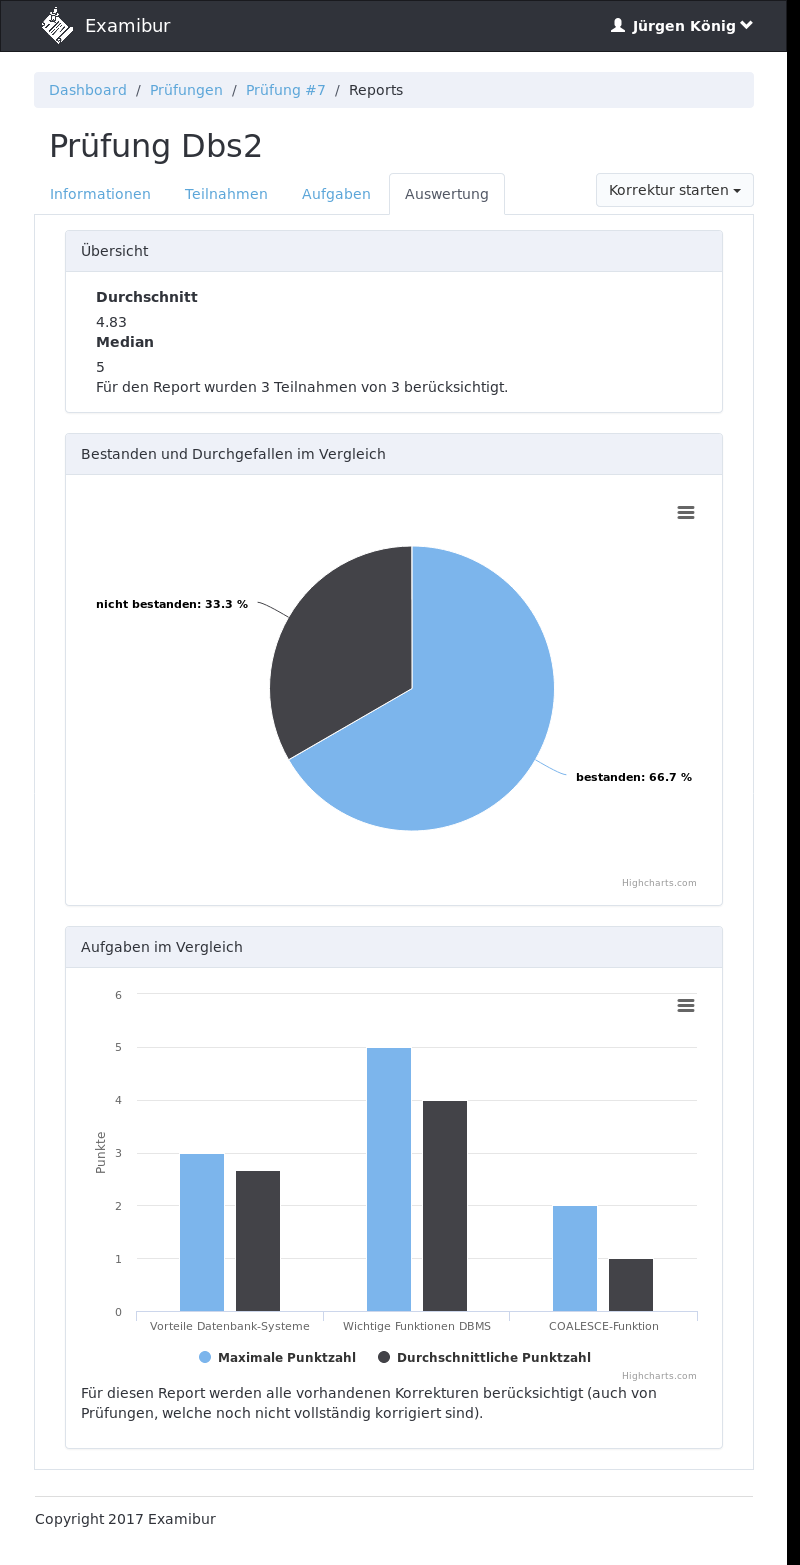 Examibur
Jürgen König
Dashboard / Prüfungen / Prüfung #7 / Reports
Prüfung Dbs2
Informationen Teilnahmen Aufgaben Auswertung Korrektur starten
Übersicht
Durchschnitt
4.83
Median
5
Für den Report wurden 3 Teilnahmen von 3 berücksichtigt.
Bestanden und Durchgefallen im Vergleich
nicht bestanden: 33.3 %
bestanden: 66.7 %
Highcharts.com
Aufgaben im Vergleich
Punkte
6
5
4
3
2
1
0
Vorteile Datenbank-Systeme Wichtige Funktionen DBMS COALESCE-Funktion
Maximale Punktzahl Durchschnittliche Punktzahl
Highcharts.com
Für diesen Report werden alle vorhandenen Korrekturen berücksichtigt (auch von
Prüfungen, welche noch nicht vollständig korrigiert sind).
Copyright 2017 Examibur